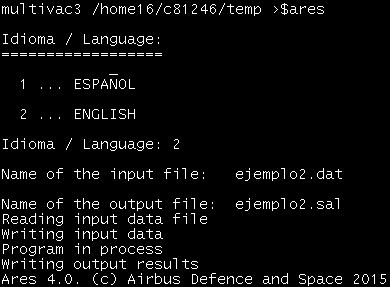 multivac3 /home16/c81246/temp >$ares
Idioma / Language:
==================
1 ... ESPAÑOL
2 ... ENGLISH
Idioma / Language: 2
Name of the input file: ejemplo2.dat
Name of the output file: ejemplo2.sal
Reading input data file
Writing input data
Program in process
Writing output results
Ares 4.0. (c) Airbus Defence and Space 2015